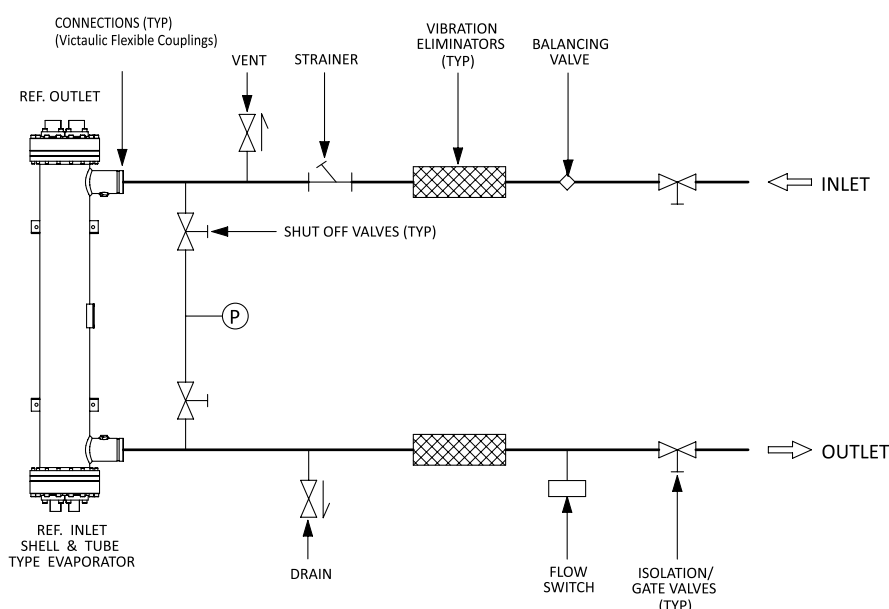 CONNECTIONS (TYP)
(Victaulic Flexible Couplings)
REF. OUTLET
VENT
STRAINER
VIBRATION
ELIMINATORS
(TYP)
BALANCING
VALVE
INLET
SHUT OFF VALVES (TYP)
P
OUTLET
REF. INLET
SHELL & TUBE
TYPE EVAPORATOR
DRAIN
FLOW
SWITCH
ISOLATION/
GATE VALVES
(TYP)